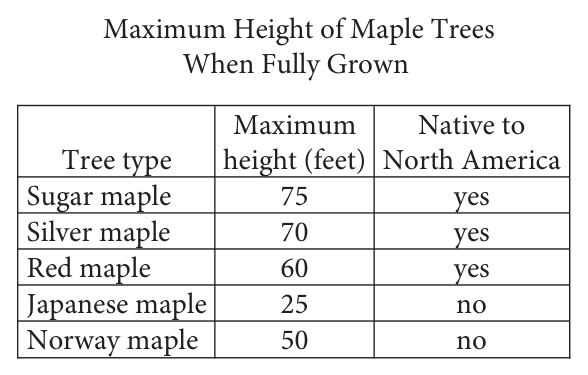 Maximum Height of Maple Trees
When Fully Grown
Tree type Maximum height (feet) Native to North America
Sugar maple 75 yes
Silver maple 70 yes
Red maple 60 yes
Japanese maple 25 no
Norway maple 50 no